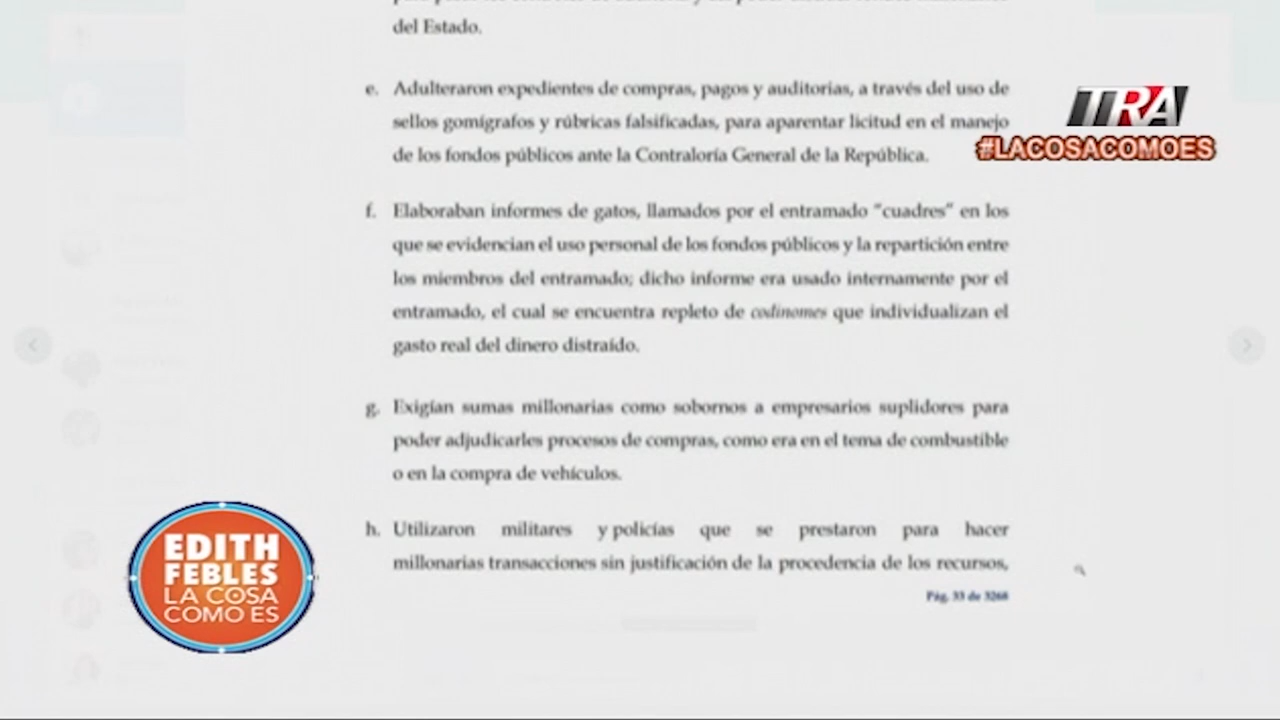 del Estado.
e. Adulteraron expedientes de compras, pagos y auditorias, a través del uso de
sellos gomígrafos y rúbricas falsificadas, para aparentar licitud en el manejo
de los fondos públicos ante la Contraloría General de la República.
f. Elaboraban informes de gatos, llamados por el entramado "cuadres" en los
que se evidencian el uso personal de los fondos públicos y la repartición entre
los miembros del entramado; dicho informe era usado internamente por el
entramado, el cual se encuentra repleto de codinomes que individualizan el
gasto real del dinero distraído.
g. Exigían sumas millonarias como sobornos a empresarios suplidores para
poder adjudicarles procesos de compras, como era en el tema de combustible
o en la compra de vehículos.
h. Utilizaron militares y policías que se prestaron para hacer
millonarias transacciones sin justificación de la procedencia de los recursos,
Pág. 33 de 3268
TRA
#LACOSACOMOES
EDITH
FEBLES
LA COSA
COMO ES